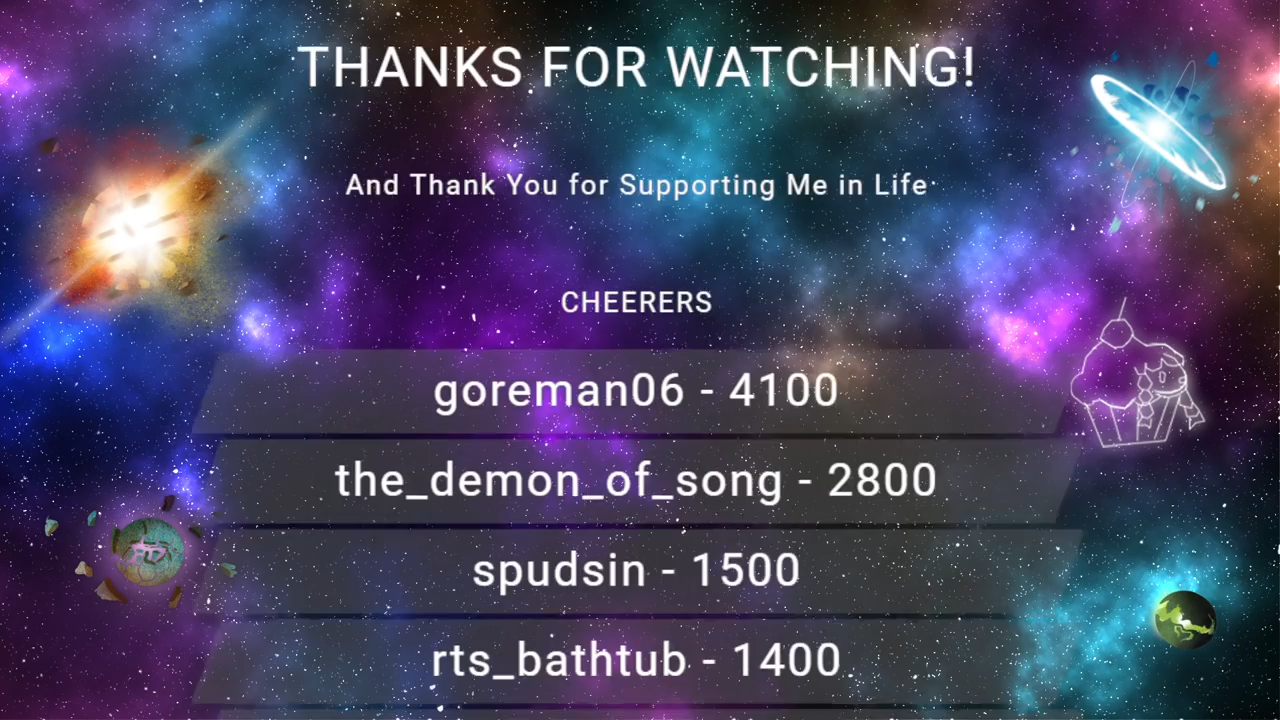 THANKS FOR WATCHING!
And Thank You for Supporting Me in Life
CHEERERS
goreman06 - 4100
the_demon_of_song - 2800
spudsin - 1500
rts_bathtub - 1400